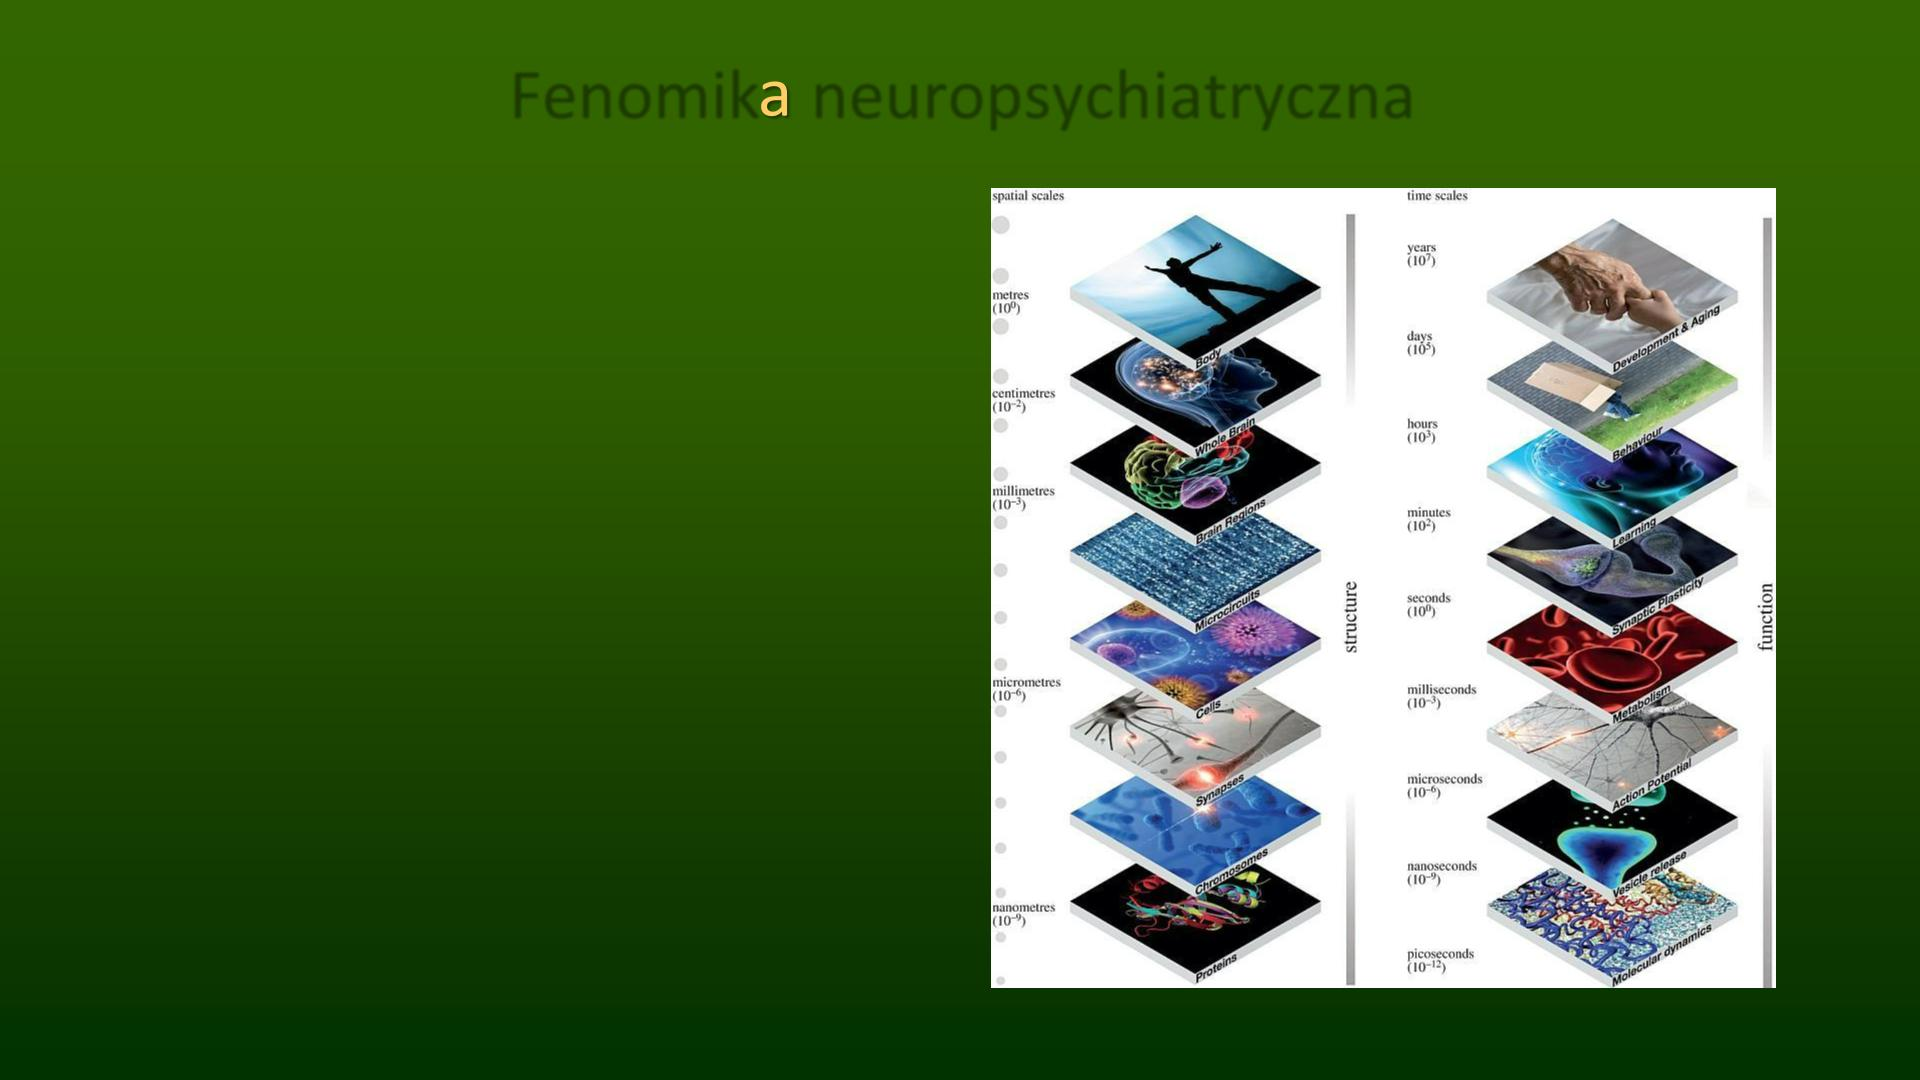 Fenomika neuropsychiatryczna
spatial scales
metres
(10⁰)
centimetres
(10⁻²)
millimetres
(10⁻³)
micrometres
(10⁻⁶)
nanometres
(10⁻⁹)
Body
Whole Brain
Brain Regions
Microcircuits
Cells
Synapses
Chromosomes
Proteins
structure
time scales
years
(10⁷)
days
(10⁵)
hours
(10³)
minutes
(10²)
seconds
(10⁰)
milliseconds
(10⁻³)
microseconds
(10⁻⁶)
nanoseconds
(10⁻⁹)
picoseconds
(10⁻¹²)
Development & Aging
Behaviour
Learning
Synaptic Plasticity
Metabolism
Action Potential
Vesicle release
Molecular dynamics
function